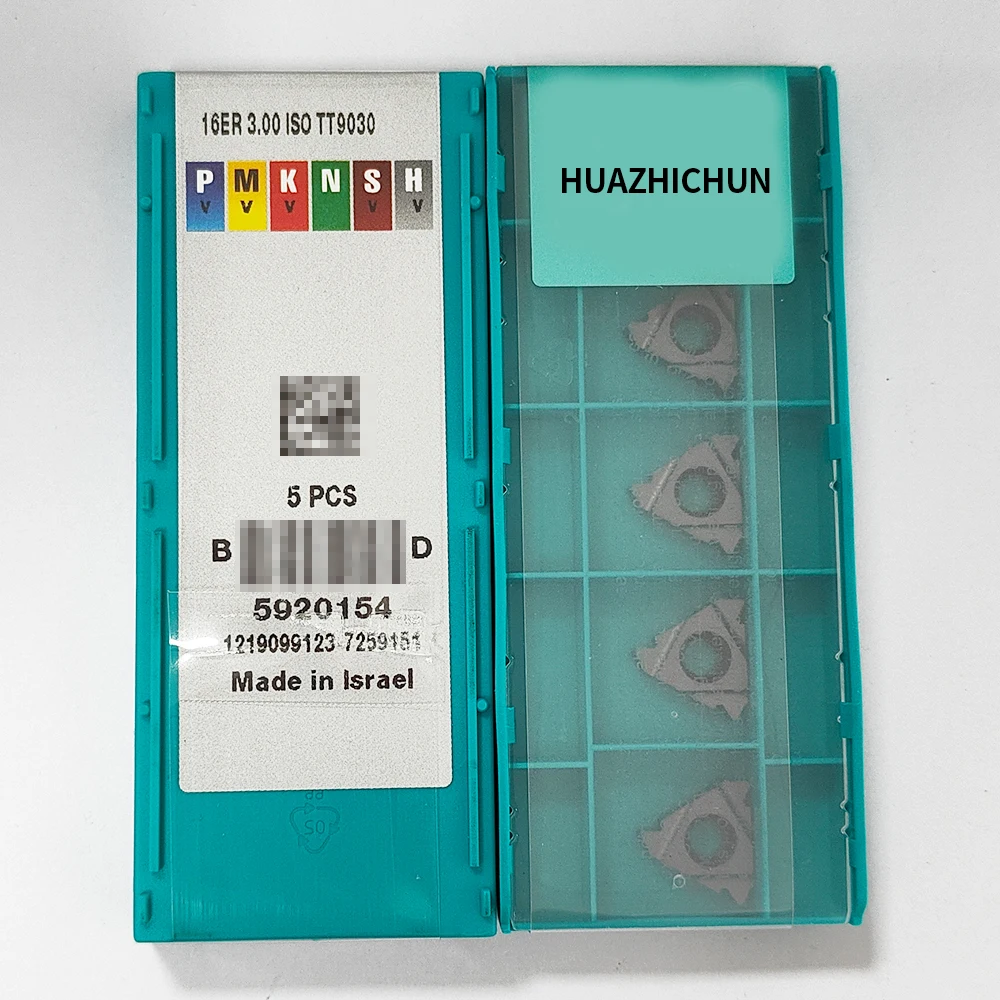 16ER 3.00 ISO TT9030
P M K N S H
V V V V V
5 PCS
B D
5920154
1219099123 7259151
Made in Israel
HUAZHICHUN